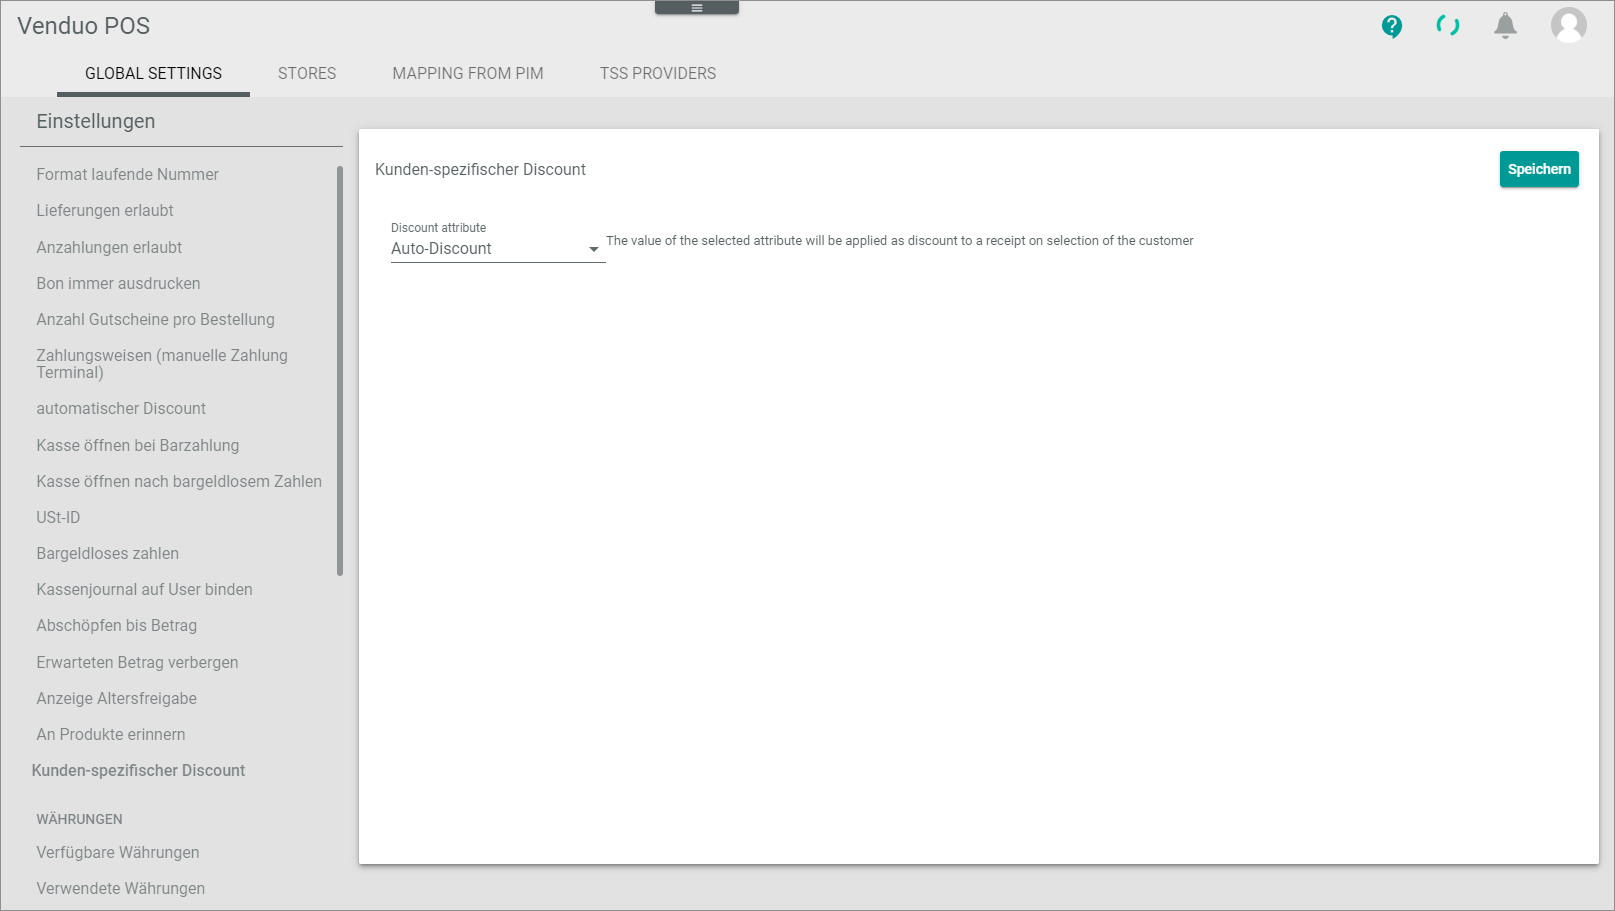 Venduo POS
GLOBAL SETTINGS
STORES
MAPPING FROM PIM
TSS PROVIDERS
Einstellungen
Format laufende Nummer
Lieferungen erlaubt
Anzahlungen erlaubt
Bon immer ausdrucken
Anzahl Gutscheine pro Bestellung
Zahlungsweisen (manuelle Zahlung
Terminal)
automatischer Discount
Kasse öffnen bei Barzahlung
Kasse öffnen nach bargeldlosem Zahlen
USt-ID
Bargeldloses zahlen
Kassenjournal auf User binden
Abschöpfen bis Betrag
Erwarteten Betrag verbergen
Anzeige Altersfreigabe
An Produkte erinnern
Kunden-spezifischer Discount
WÄHRUNGEN
Verfügbare Währungen
Verwendete Währungen
Kunden-spezifischer Discount
Speichern
Discount attribute
Auto-Discount
The value of the selected attribute will be applied as discount to a receipt on selection of the customer